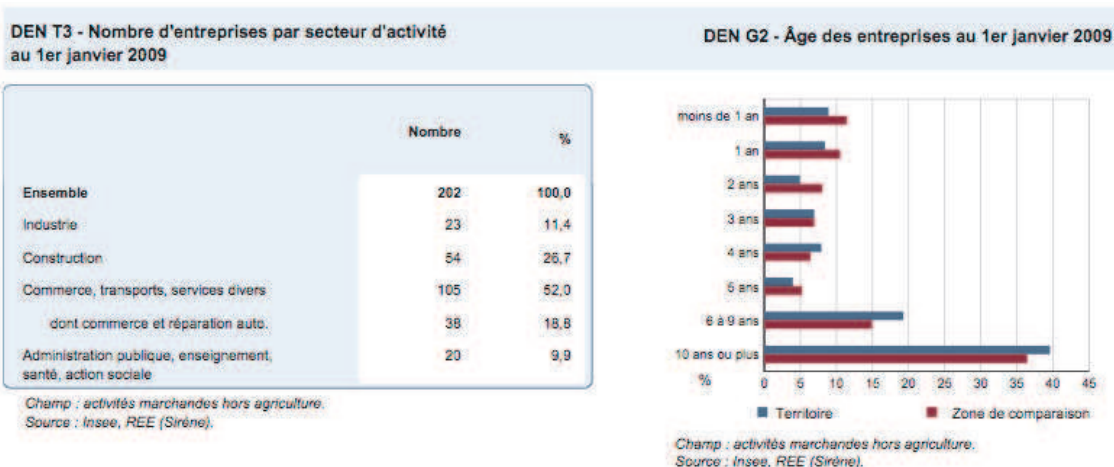 DEN T3 - Nombre d'entreprises par secteur d'activité
au 1er janvier 2009
Nombre %
Ensemble 202 100,0
Industrie 23 11,4
Construction 54 26,7
Commerce, transports, services divers 105 52,0
dont commerce et réparation auto. 38 18,8
Administration publique, enseignement,
santé, action sociale 20 9,9
Champ : activités marchandes hors agriculture.
Source : Insee, REE (Sirène).
DEN G2 - Âge des entreprises au 1er janvier 2009
moins de 1 an
1 an
2 ans
3 ans
4 ans
5 ans
6 à 9 ans
10 ans ou plus
% 0 5 10 15 20 25 30 35 40 45
Territoire Zone de comparaison
Champ : activités marchandes hors agriculture.
Source : Insee, REE (Sirène).